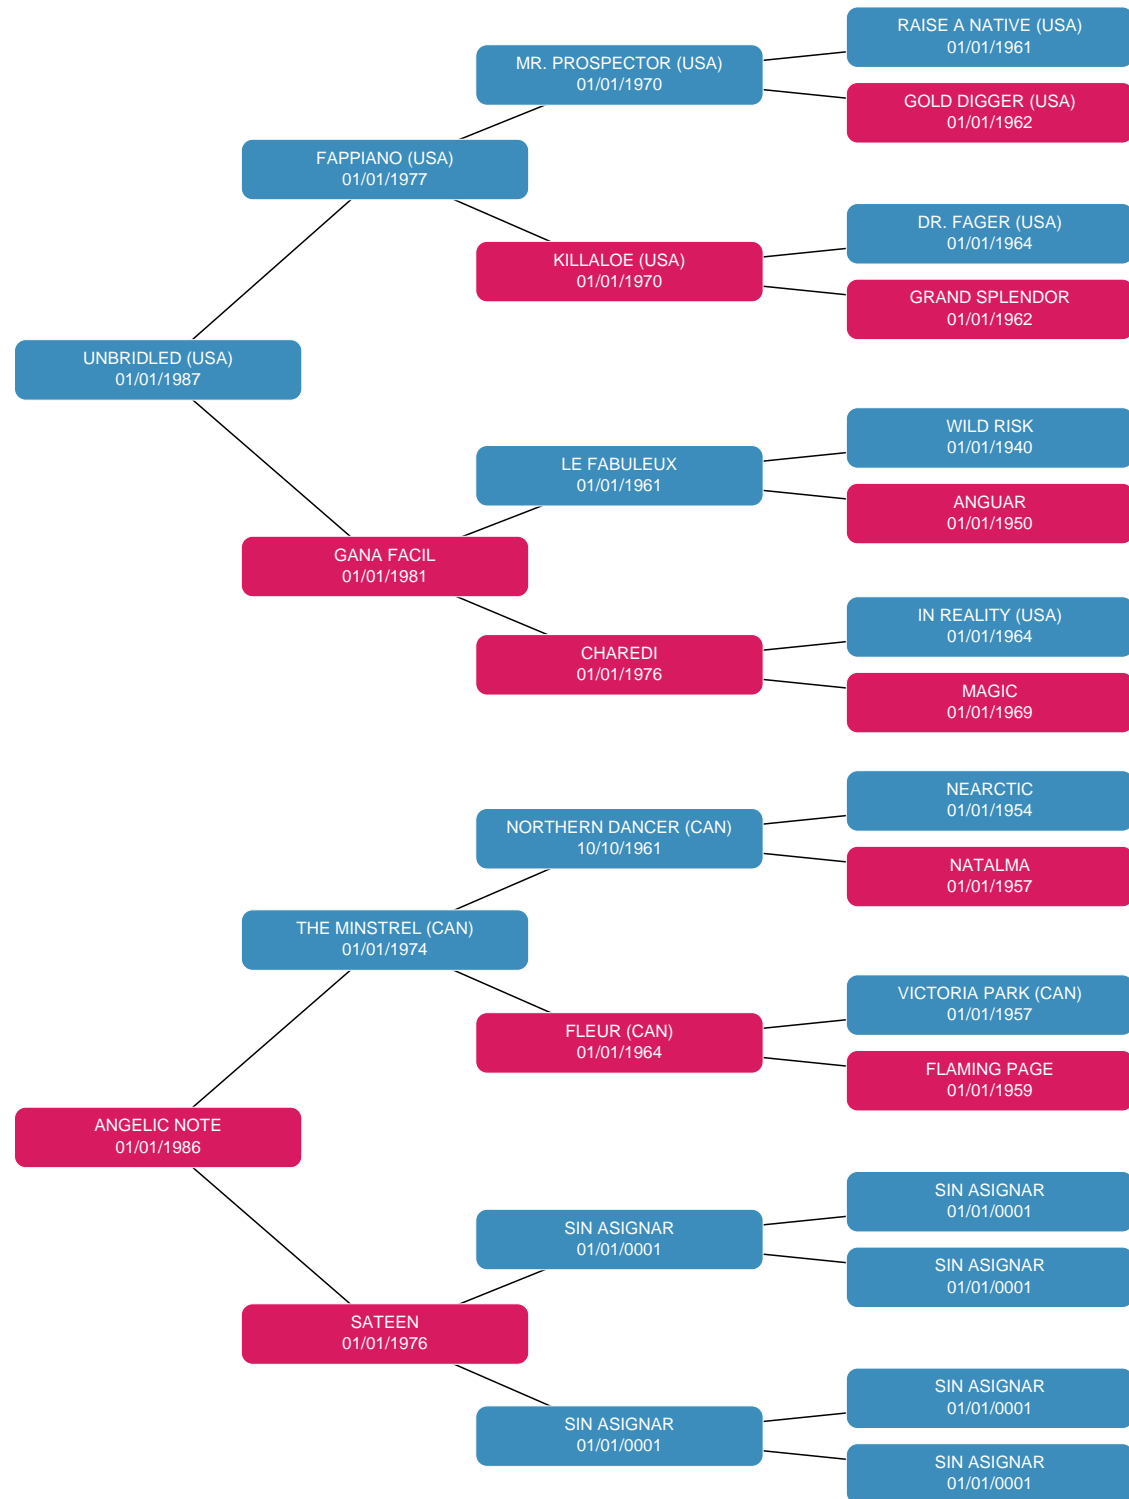 RAISE A NATIVE (USA)
01/01/1961
MR. PROSPECTOR (USA)
01/01/1970
GOLD DIGGER (USA)
01/01/1962
FAPPIANO (USA)
01/01/1977
DR. FAGER (USA)
01/01/1964
KILLALOE (USA)
01/01/1970
GRAND SPLENDOR
01/01/1962
UNBRIDLED (USA)
01/01/1987
WILD RISK
01/01/1940
LE FABULEUX
01/01/1961
ANGUAR
01/01/1950
GANA FACIL
01/01/1981
IN REALITY (USA)
01/01/1964
CHAREDI
01/01/1976
MAGIC
01/01/1969
NEARCTIC
01/01/1954
NORTHERN DANCER (CAN)
10/10/1961
NATALMA
01/01/1957
THE MINSTREL (CAN)
01/01/1974
VICTORIA PARK (CAN)
01/01/1957
FLEUR (CAN)
01/01/1964
FLAMING PAGE
01/01/1959
ANGELIC NOTE
01/01/1986
SIN ASIGNAR
01/01/0001
SIN ASIGNAR
01/01/0001
SIN ASIGNAR
01/01/0001
SATEEN
01/01/1976
SIN ASIGNAR
01/01/0001
SIN ASIGNAR
01/01/0001
SIN ASIGNAR
01/01/0001